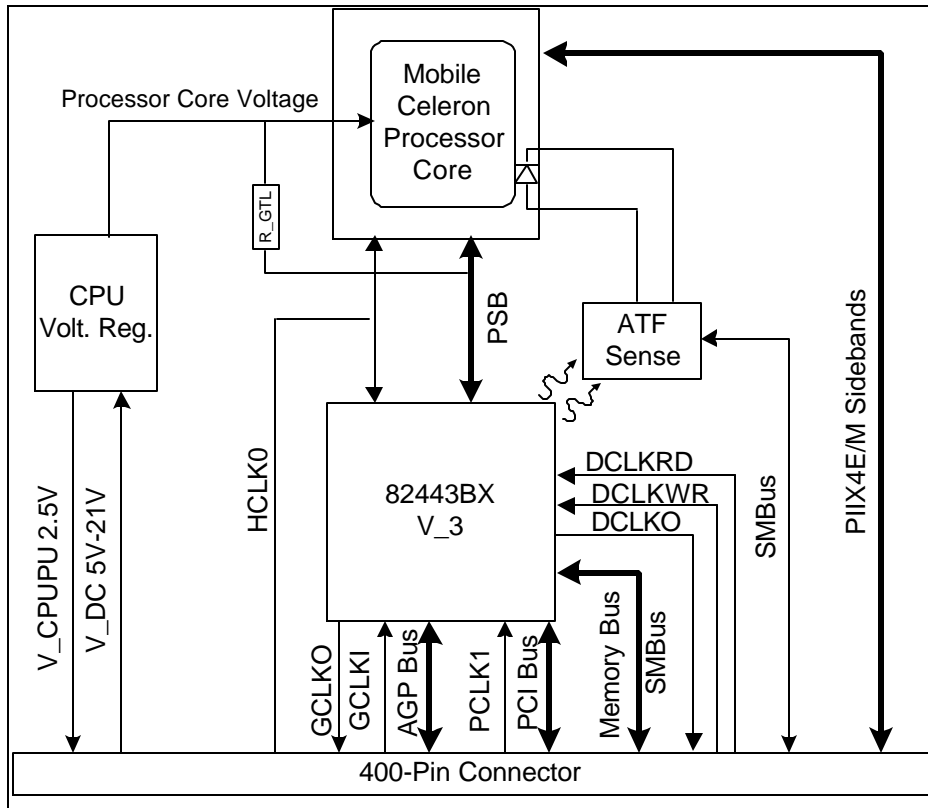 Mobile
Celeron
Processor
Core
Processor Core Voltage
R_GTL
CPU
Volt. Reg.
PSB
ATF
Sense
PIIX4E/M Sidebands
HCLK0
82443BX
V_3
DCLKRD
DCLKWR
DCLKO
SMBus
V_CPUPU 2.5V
V_DC 5V-21V
GCLKO
GCLKI
AGP Bus
PCLK1
PCI Bus
Memory Bus
SMBus
400-Pin Connector